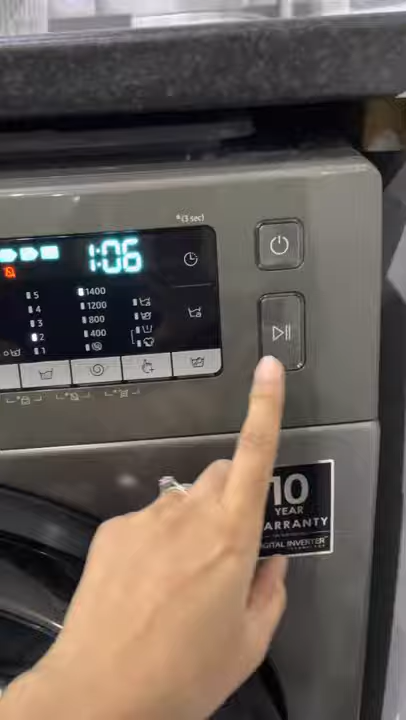 *(3 sec)
1:06
5
1400
4
1200
3
800
2
400
1
10
YEAR
WARRANTY
DIGITAL INVERTER